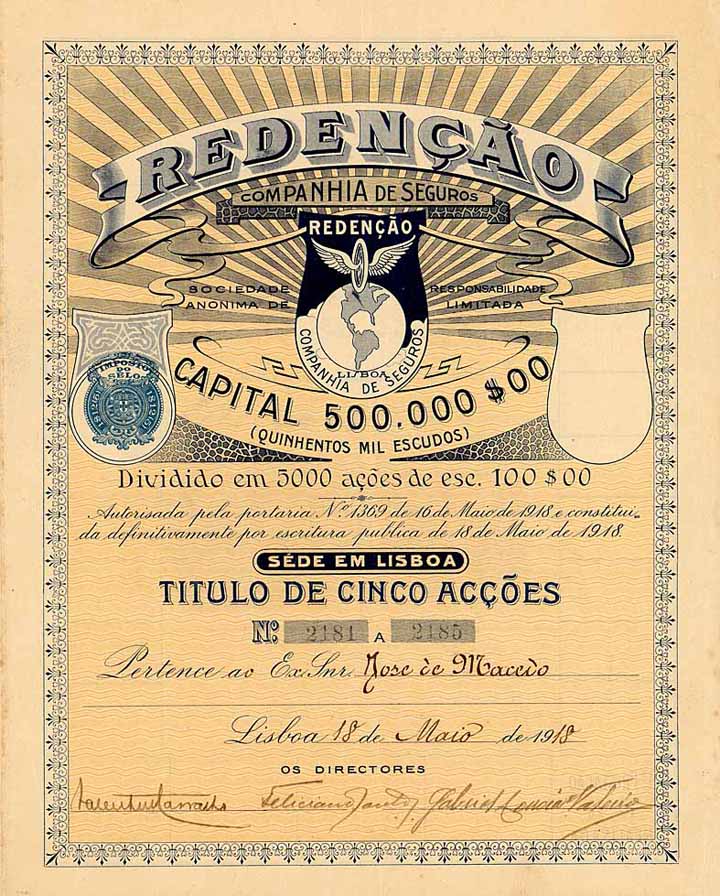 REDENÇÃO
COMPANHIA DE SEGUROS
REDENÇÃO
SOCIEDADE ANONIMA DE
RESPONSABILIDADE LIMITADA
LISBOA
COMPANHIA DE SEGUROS
IMPOSTO DO SELO
CAPITAL 500.000$00
(QUINHENTOS MIL ESCUDOS)
Dividido em 5000 ações de esc. 100$00
Autorisada pela portaria Nº 1369 de 16 de Maio de 1918 e constitui-
da definitivamente por escritura publica de 18 de Maio de 1918.
SÉDE EM LISBOA
TITULO DE CINCO ACÇÕES
Nº 2181 A 2185
Pertence ao Ex. Snr. Jose de Macedo
Lisboa 18 de Maio de 1918
OS DIRECTORES
Feliciano Gabriel